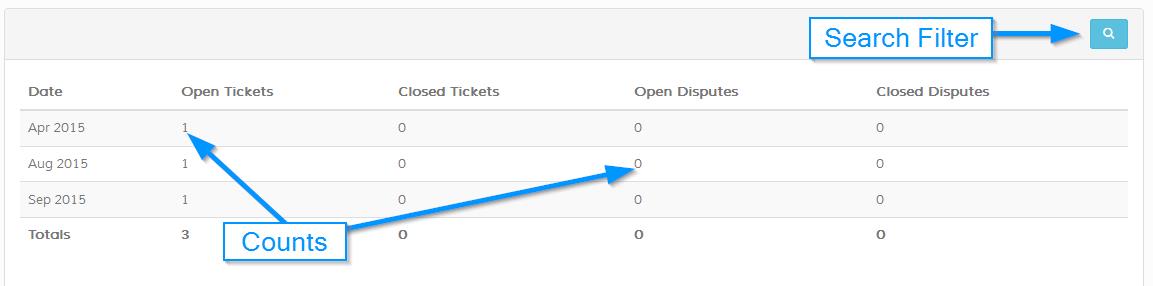 Search Filter
Date Open Tickets Closed Tickets Open Disputes Closed Disputes
Apr 2015 1 0 0 0
Aug 2015 1 0 0 0
Sep 2015 1 0 0 0
Totals 3 0 0 0
Counts